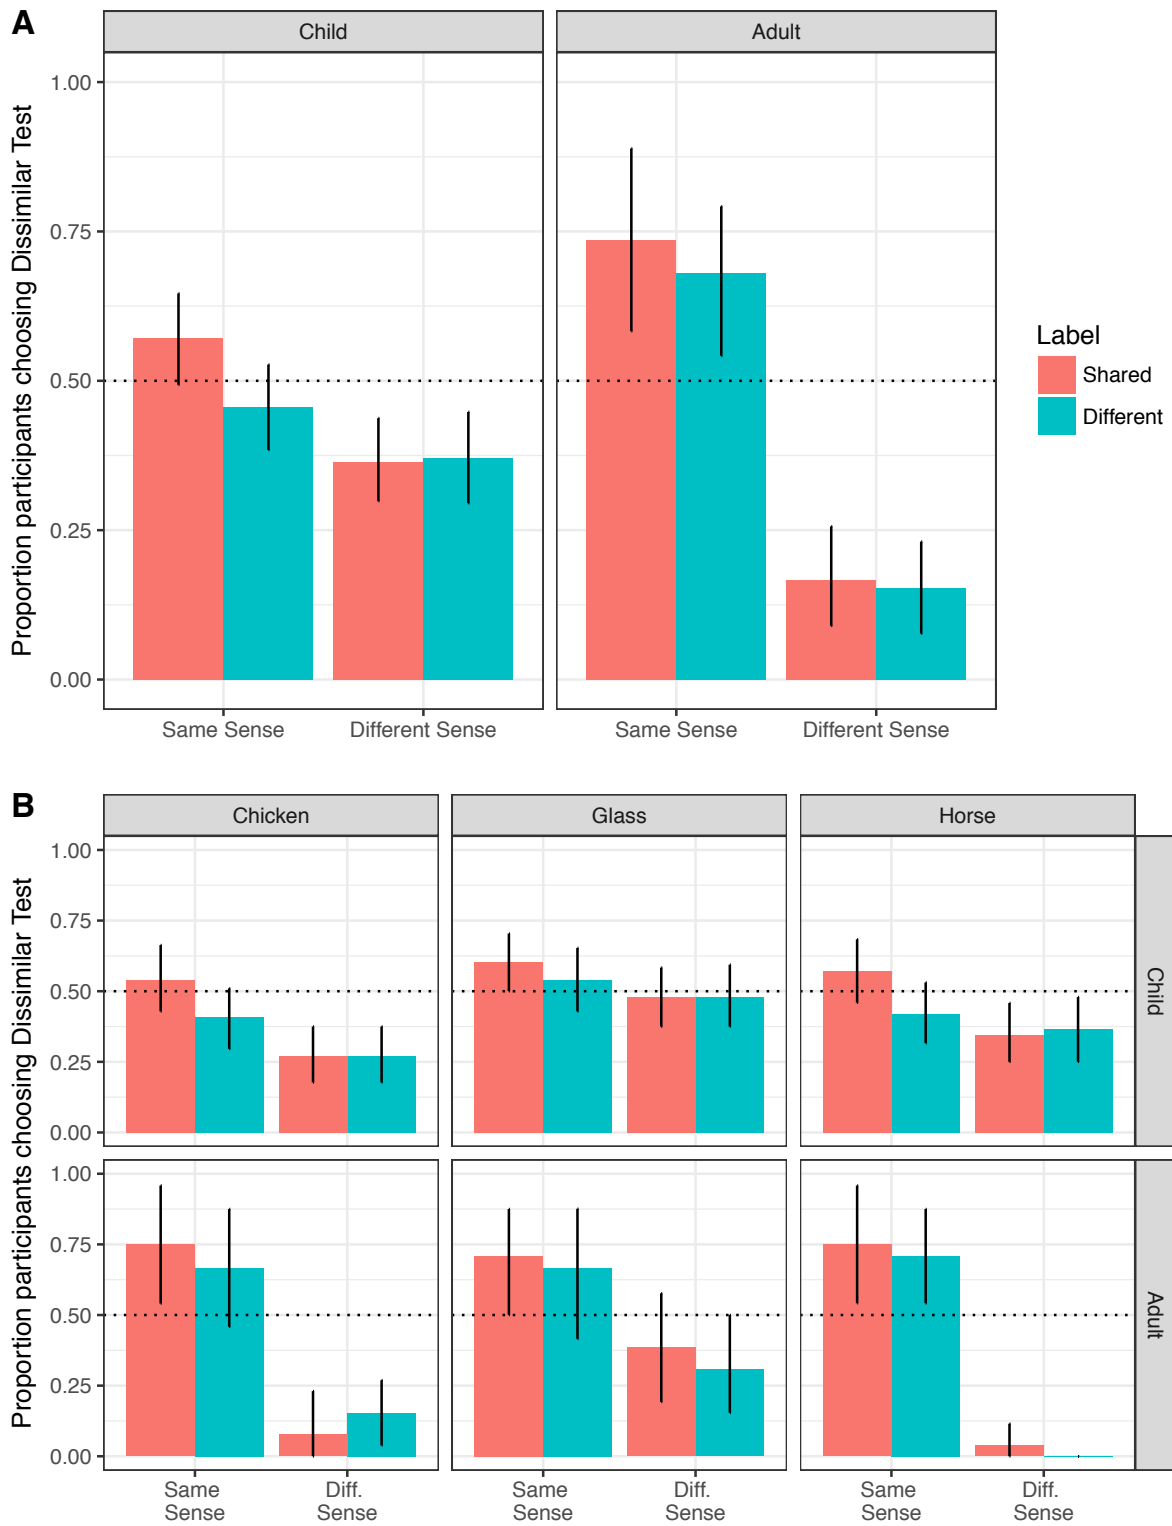 A
Child
Adult
Proportion participants choosing Dissimilar Test
1.00
0.75
0.50
0.25
0.00
Same Sense
Different Sense
Same Sense
Different Sense
Label
Shared
Different
B
Chicken
Glass
Horse
Proportion participants choosing Dissimilar Test
1.00
0.75
0.50
0.25
0.00
Child
1.00
0.75
0.50
0.25
0.00
Adult
Same
Sense
Diff.
Sense
Same
Sense
Diff.
Sense
Same
Sense
Diff.
Sense